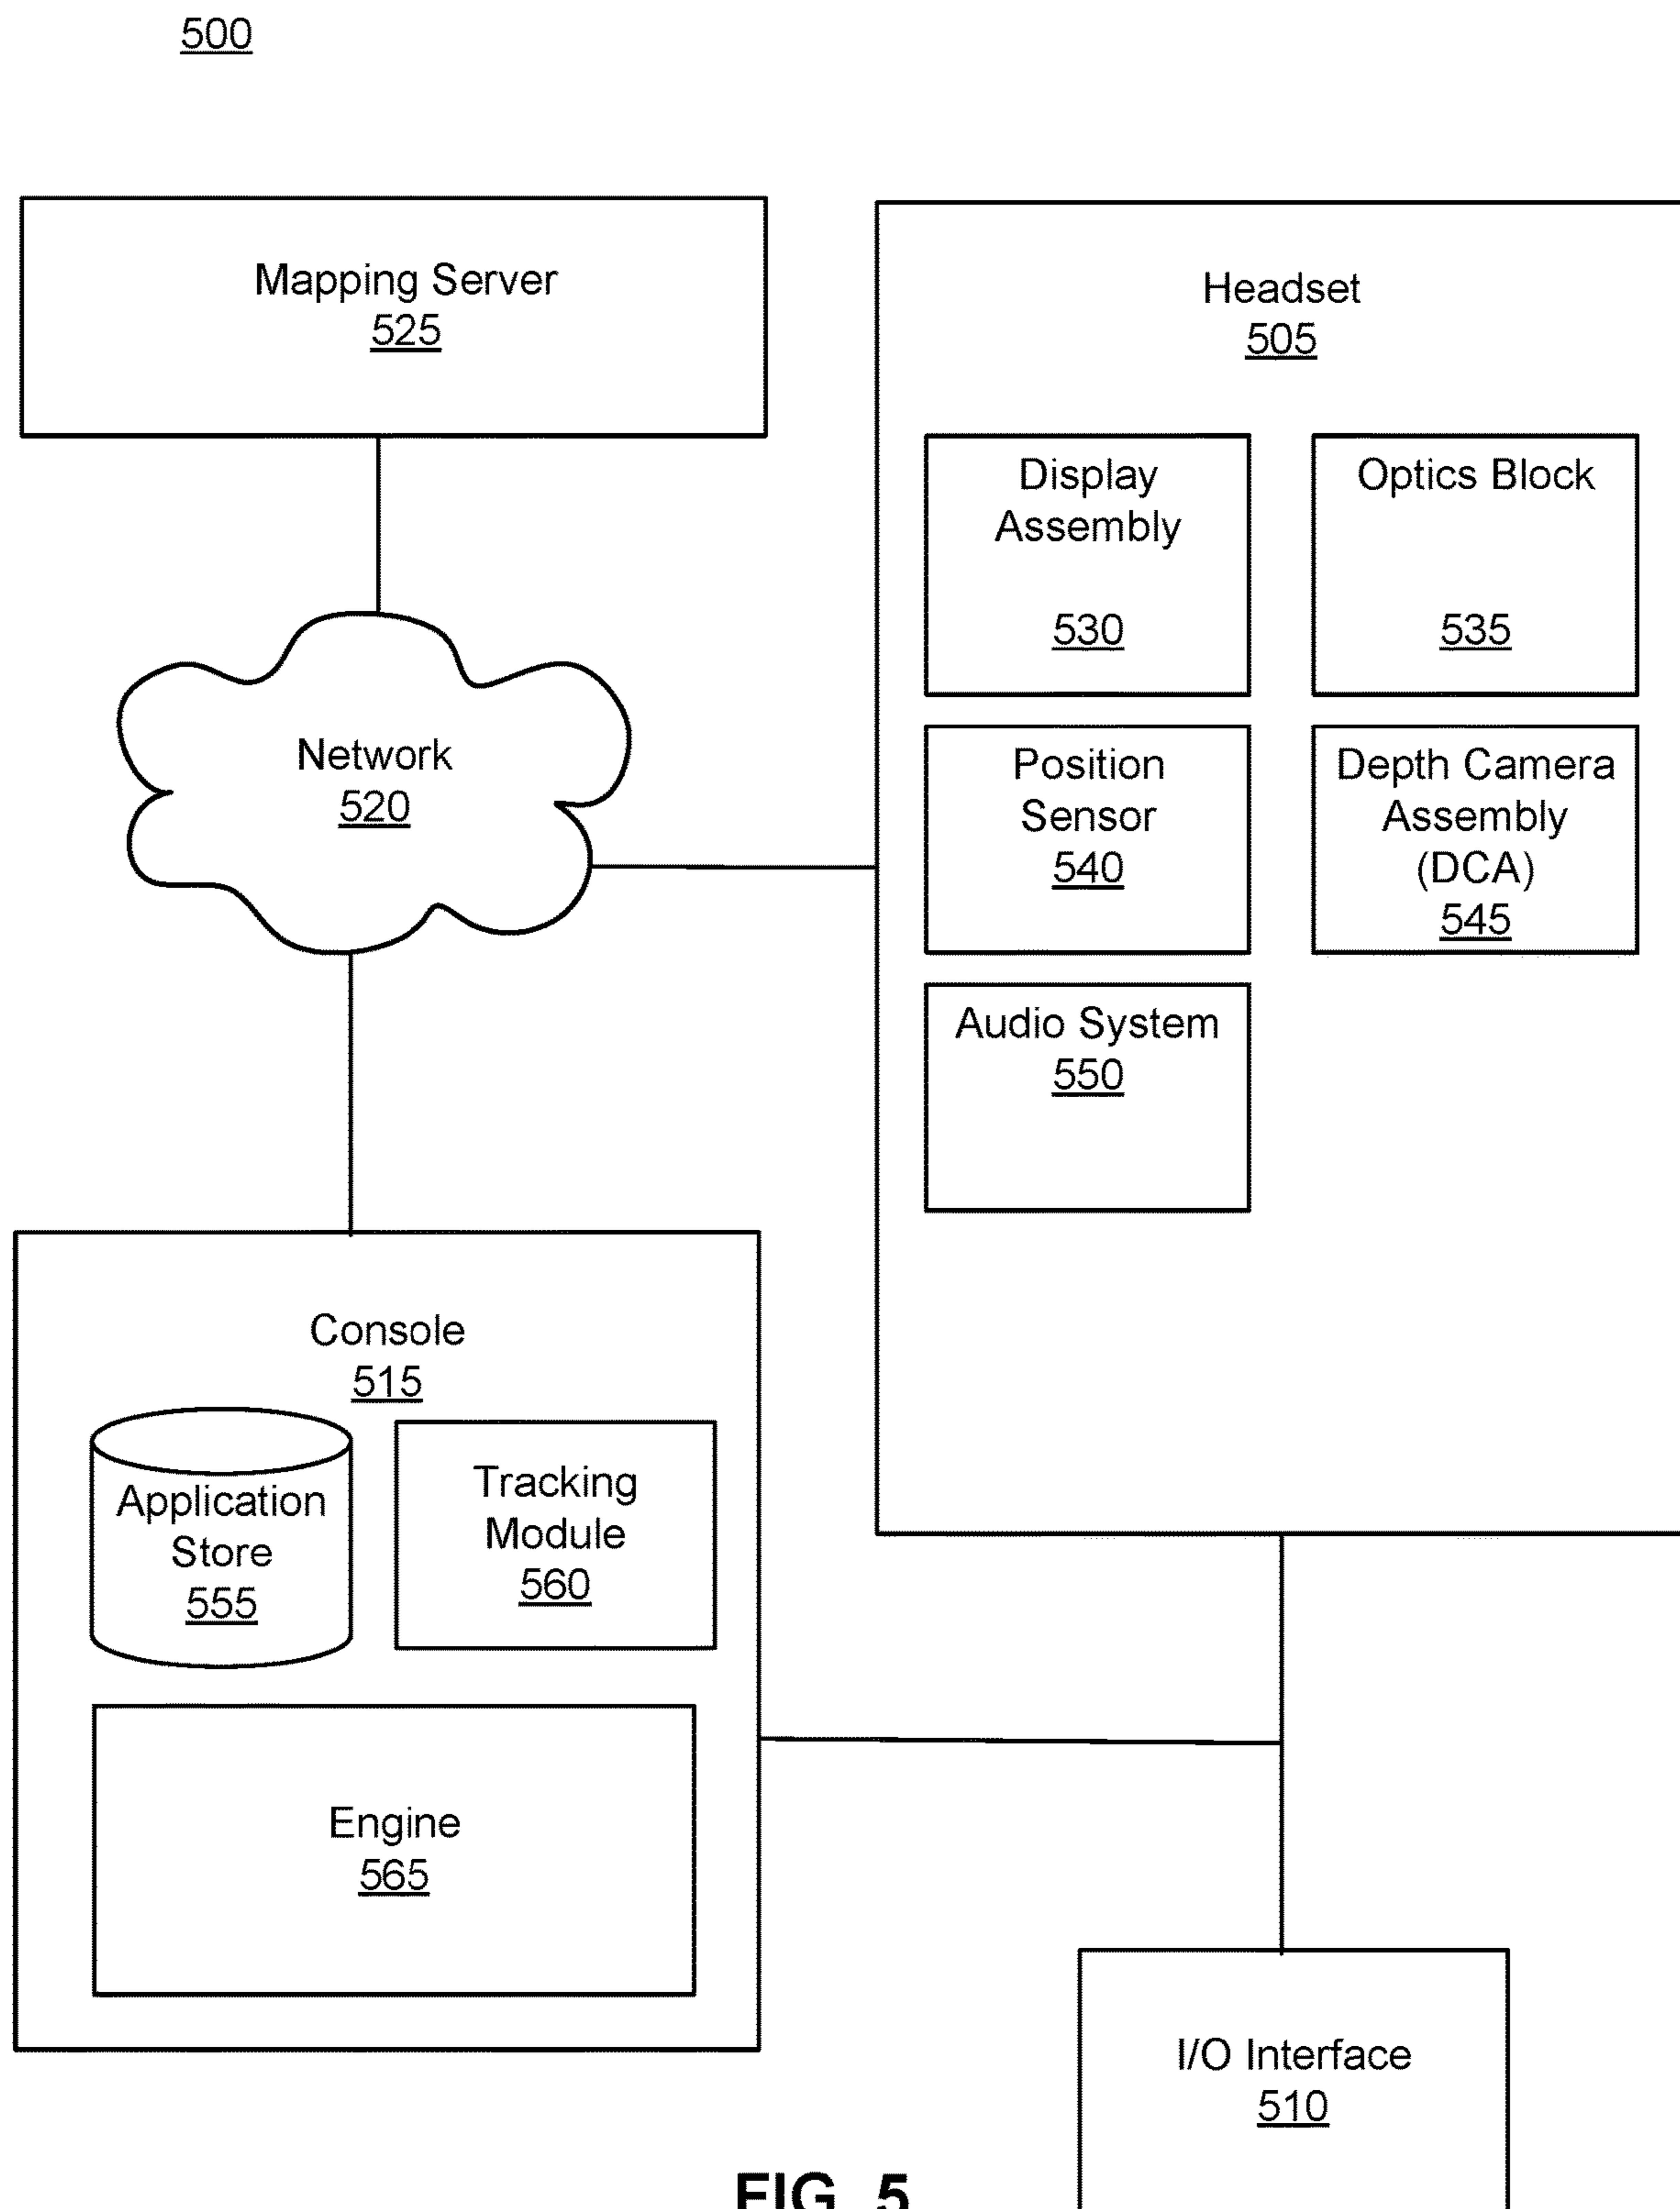 500
Mapping Server
525
Headset
505
Display
Assembly
530
Optics Block
535
Network
520
Position
Sensor
540
Depth Camera
Assembly
(DCA)
545
Audio System
550
Console
515
Application
Store
555
Tracking
Module
560
Engine
565
I/O Interface
510
FIG. 5